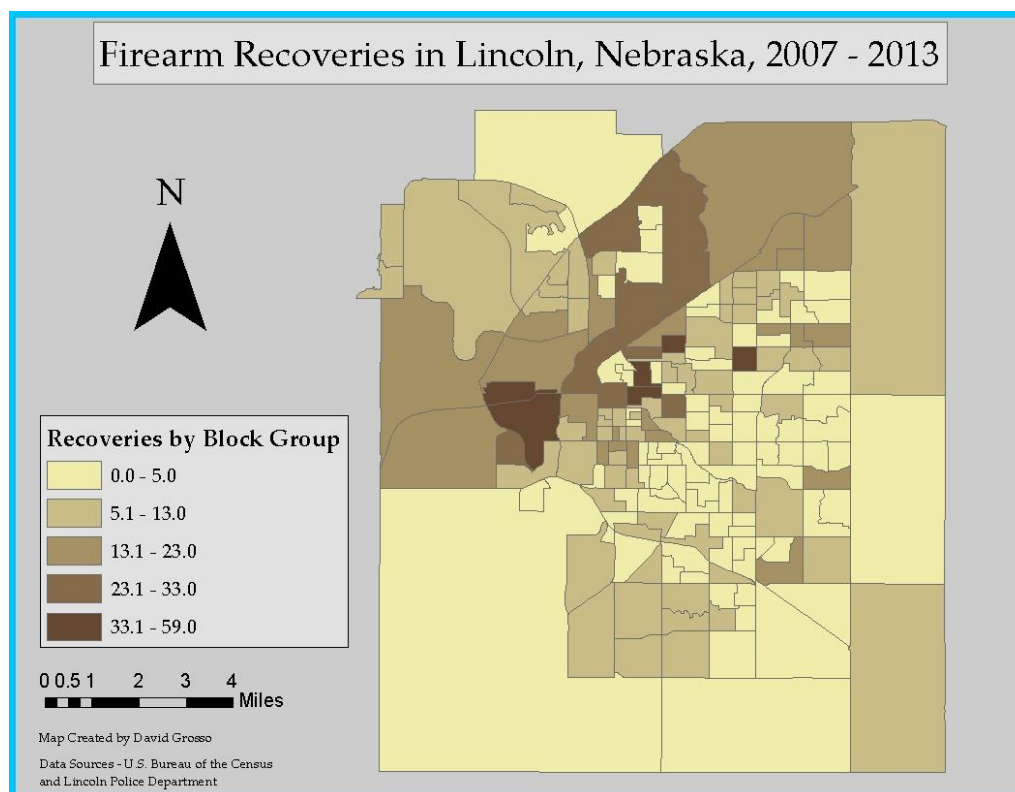 Firearm Recoveries in Lincoln, Nebraska, 2007 - 2013
N
Recoveries by Block Group
0.0 - 5.0
5.1 - 13.0
13.1 - 23.0
23.1 - 33.0
33.1 - 59.0
0 0.5 1 2 3 4
Miles
Map Created by David Grosso
Data Sources - U.S. Bureau of the Census
and Lincoln Police Department